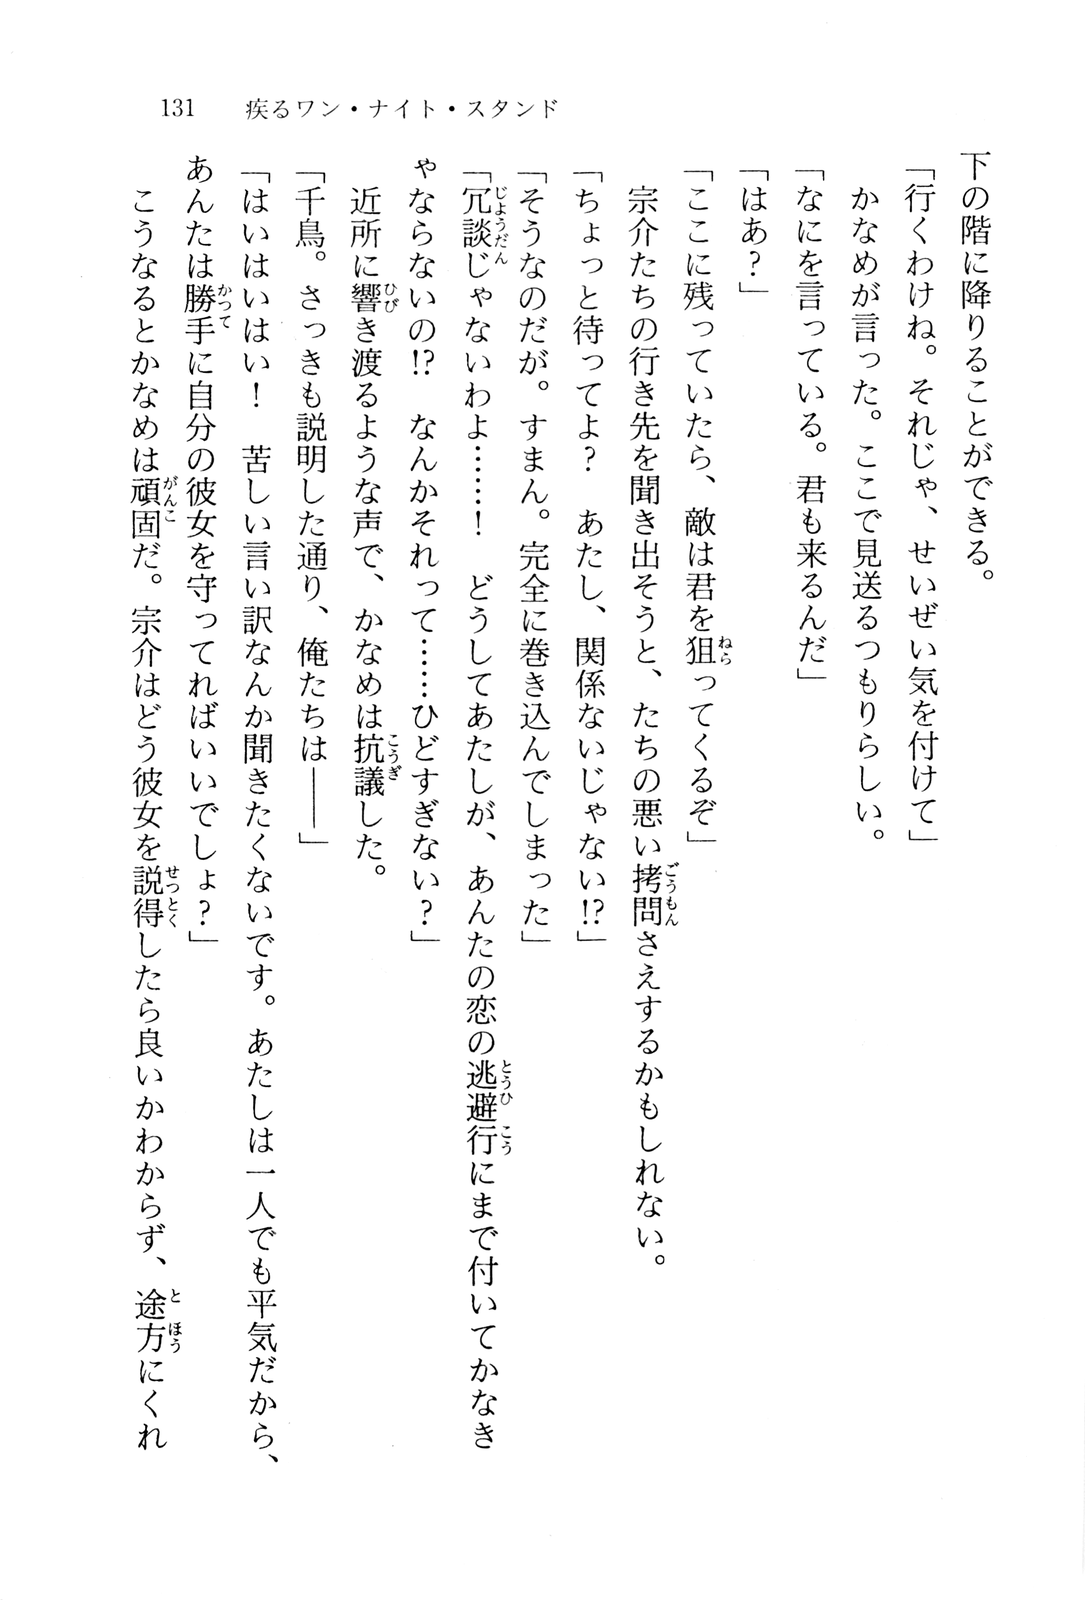 131　疾るワン・ナイト・スタンド
下の階に降りることができる。
「行くわけね。それじゃ、せいぜい気を付けて」
　かなめが言った。ここで見送るつもりらしい。
「なにを言っている。君も来るんだ」
「はあ？」
「ここに残っていたら、敵は君を狙ってくるぞ」
　宗介たちの行き先を聞き出そうと、たちの悪い拷問さえするかもしれない。
「ちょっと待ってよ？　あたし、関係ないじゃない!?」
「そうなのだが。すまん。完全に巻き込んでしまった」
「冗談じゃないわよ……！　どうしてあたしが、あんたの恋の逃避行にまで付いてかなき
ゃならないの!?　なんかそれって……ひどすぎない？」
　近所に響き渡るような声で、かなめは抗議した。
「千鳥。さっきも説明した通り、俺たちは――」
「はいはいはい！　苦しい言い訳なんか聞きたくないです。あたしは一人でも平気だから、
あんたは勝手に自分の彼女を守ってればいいでしょ？」
　こうなるとかなめは頑固だ。宗介はどう彼女を説得したら良いかわからず、途方にくれ